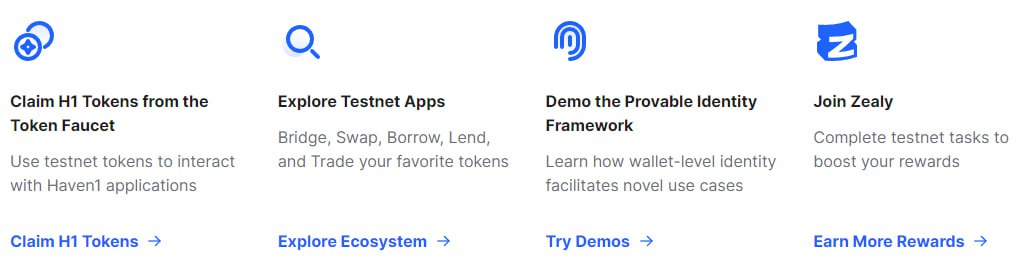 Claim H1 Tokens from the
Token Faucet
Use testnet tokens to interact
with Haven1 applications
Claim H1 Tokens →
Explore Testnet Apps
Bridge, Swap, Borrow, Lend,
and Trade your favorite tokens
Explore Ecosystem →
Demo the Provable Identity
Framework
Learn how wallet-level identity
facilitates novel use cases
Try Demos →
Z
Join Zealy
Complete testnet tasks to
boost your rewards
Earn More Rewards →